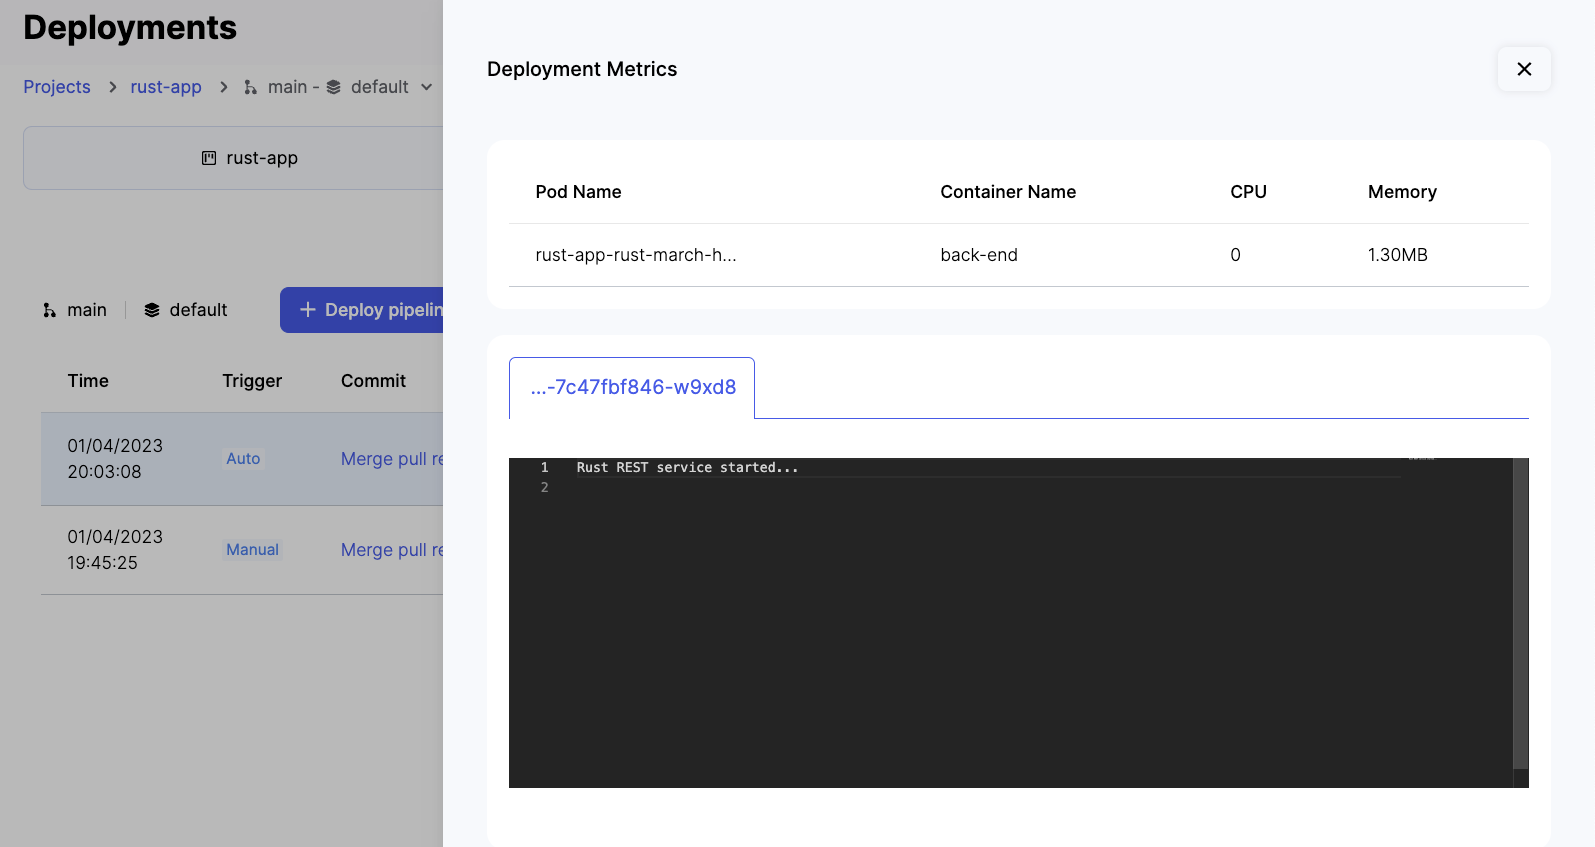 Deployments
Projects > rust-app > main - default
rust-app
main default + Deploy pipelin
Time Trigger Commit
01/04/2023
20:03:08
Auto
Merge pull re
01/04/2023
19:45:25
Manual
Merge pull re
Deployment Metrics
Pod Name Container Name CPU Memory
rust-app-rust-march-h... back-end 0 1.30MB
...-7c47fbf846-w9xd8
1 Rust REST service started...
2